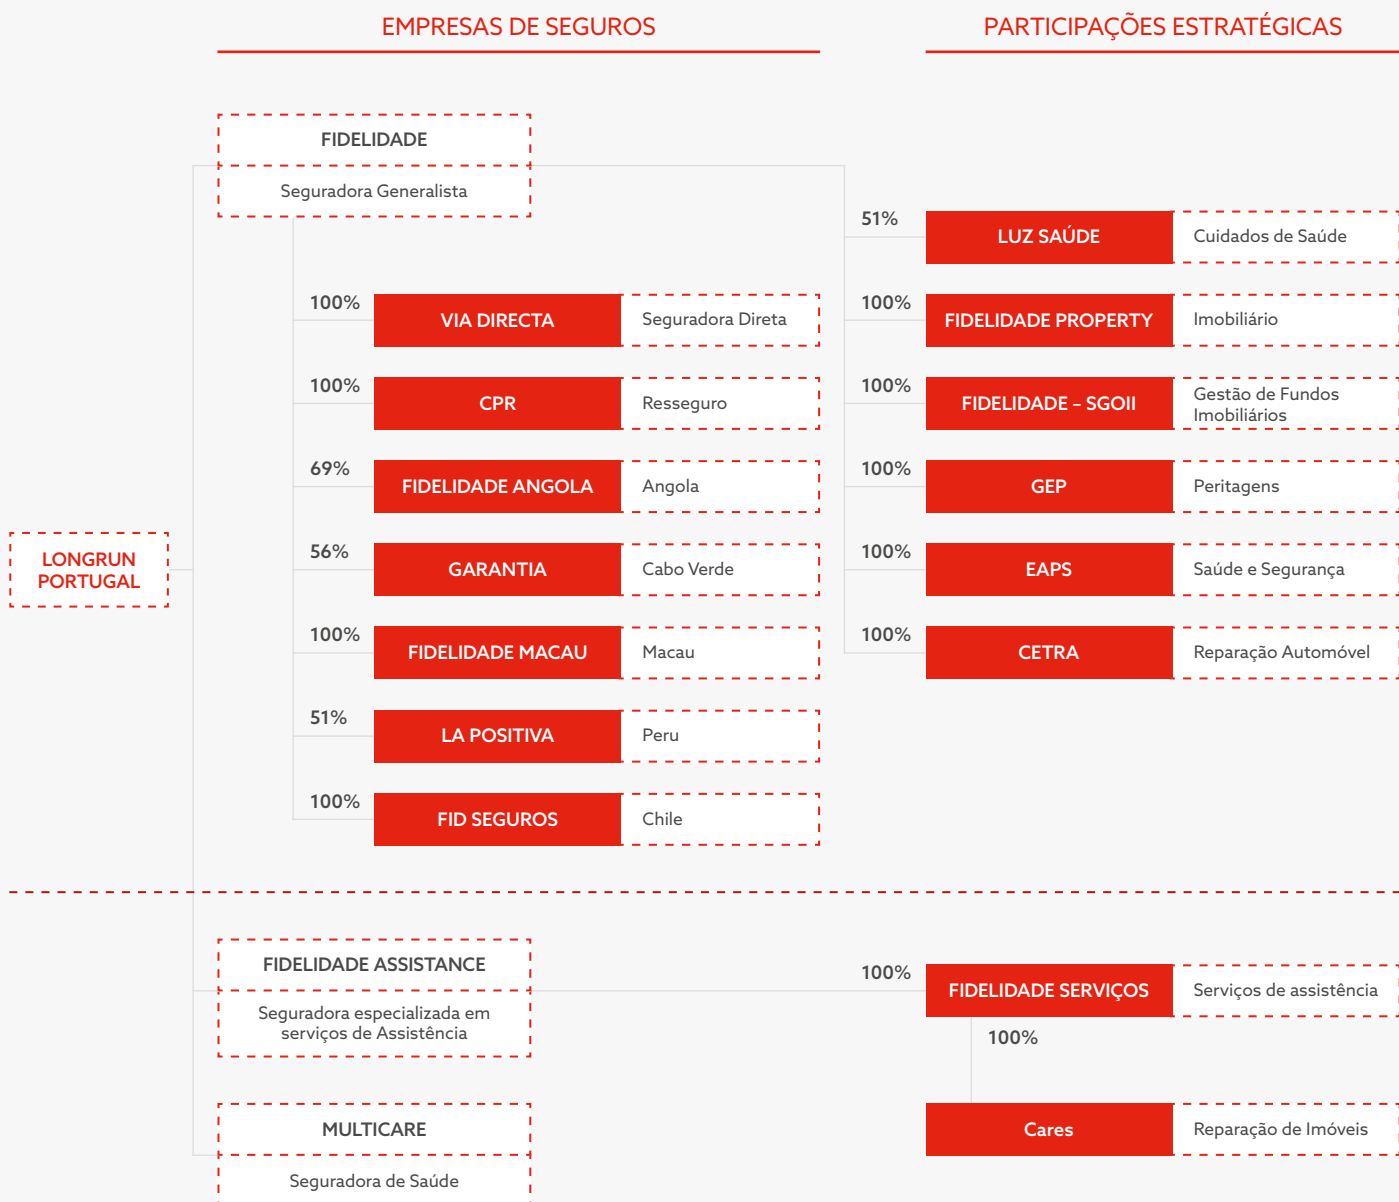 EMPRESAS DE SEGUROS
PARTICIPAÇÕES ESTRATÉGICAS
FIDELIDADE
Seguradora Generalista
51%
LUZ SAÚDE
Cuidados de Saúde
100%
VIA DIRECTA
Seguradora Direta
100%
FIDELIDADE PROPERTY
Imobiliário
100%
CPR
Resseguro
100%
FIDELIDADE – SGOII
Gestão de Fundos
Imobiliários
69%
FIDELIDADE ANGOLA
Angola
100%
GEP
Peritagens
LONGRUN
PORTUGAL
56%
GARANTIA
Cabo Verde
100%
EAPS
Saúde e Segurança
100%
FIDELIDADE MACAU
Macau
100%
CETRA
Reparação Automóvel
51%
LA POSITIVA
Peru
100%
FID SEGUROS
Chile
FIDELIDADE ASSISTANCE
Seguradora especializada em
serviços de Assistência
100%
FIDELIDADE SERVIÇOS
Serviços de assistência
100%
MULTICARE
Seguradora de Saúde
Cares
Reparação de Imóveis